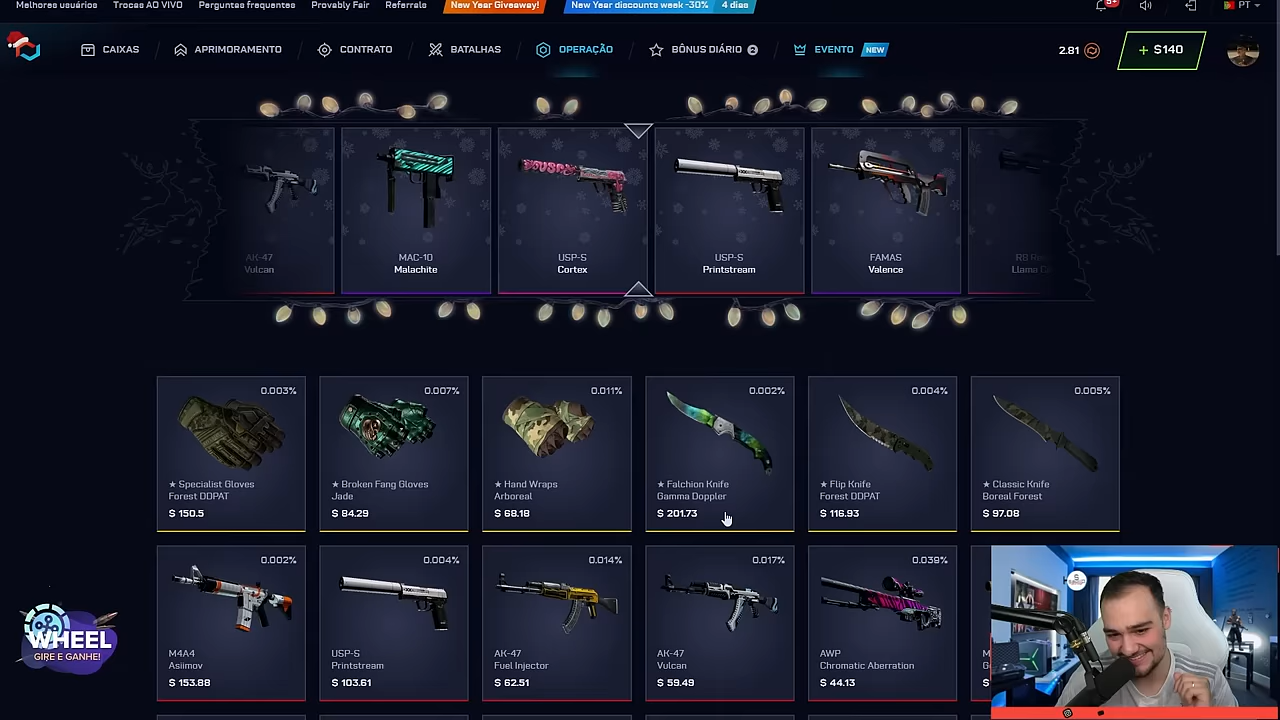 Melhores usuários Trocas AO VIVO Perguntas frequentes Provably Fair Referrals New Year Giveaway! New Year discounts week -30% 4 dias 5+ PT
CAIXAS APRIMORAMENTO CONTRATO BATALHAS OPERAÇÃO BÔNUS DIÁRIO 2 EVENTO NEW 2.81 + $140
AK-47
Vulcan
MAC-10
Malachite
USP-S
Cortex
USP-S
Printstream
FAMAS
Valence
0.003%
★ Specialist Gloves
Forest DDPAT
$ 150.5
0.007%
★ Broken Fang Gloves
Jade
$ 84.29
0.011%
★ Hand Wraps
Arboreal
$ 68.18
0.002%
★ Falchion Knife
Gamma Doppler
$ 201.73
0.004%
★ Flip Knife
Forest DDPAT
$ 116.93
0.005%
★ Classic Knife
Boreal Forest
$ 97.08
0.002%
M4A4
Asiimov
$ 153.88
0.004%
USP-S
Printstream
$ 103.61
0.014%
AK-47
Fuel Injector
$ 62.51
0.017%
AK-47
Vulcan
$ 59.49
0.039%
AWP
Chromatic Aberration
$ 44.13
WHEEL
GIRE E GANHE!